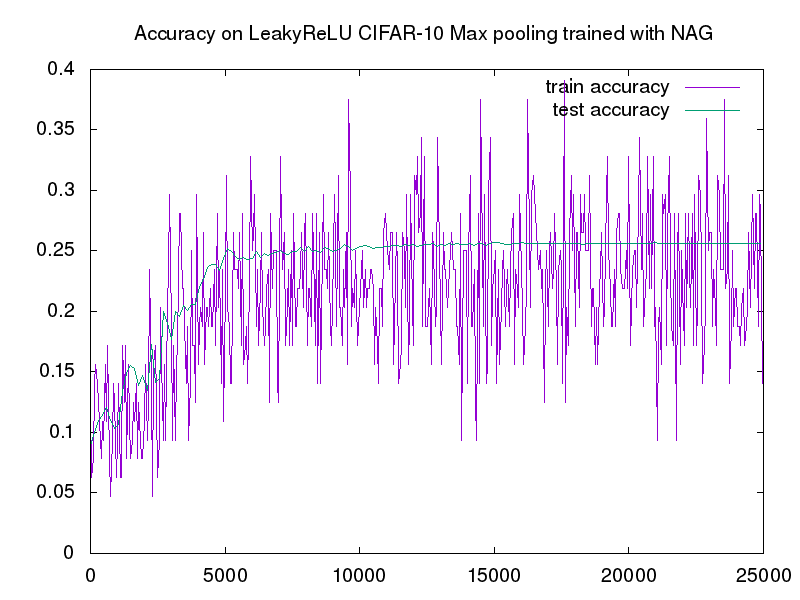 Accuracy on LeakyReLU CIFAR-10 Max pooling trained with NAG
0.4
train accuracy
test accuracy
0.35
0.3
0.25
0.2
0.15
0.1
0.05
0
0 5000 10000 15000 20000 25000